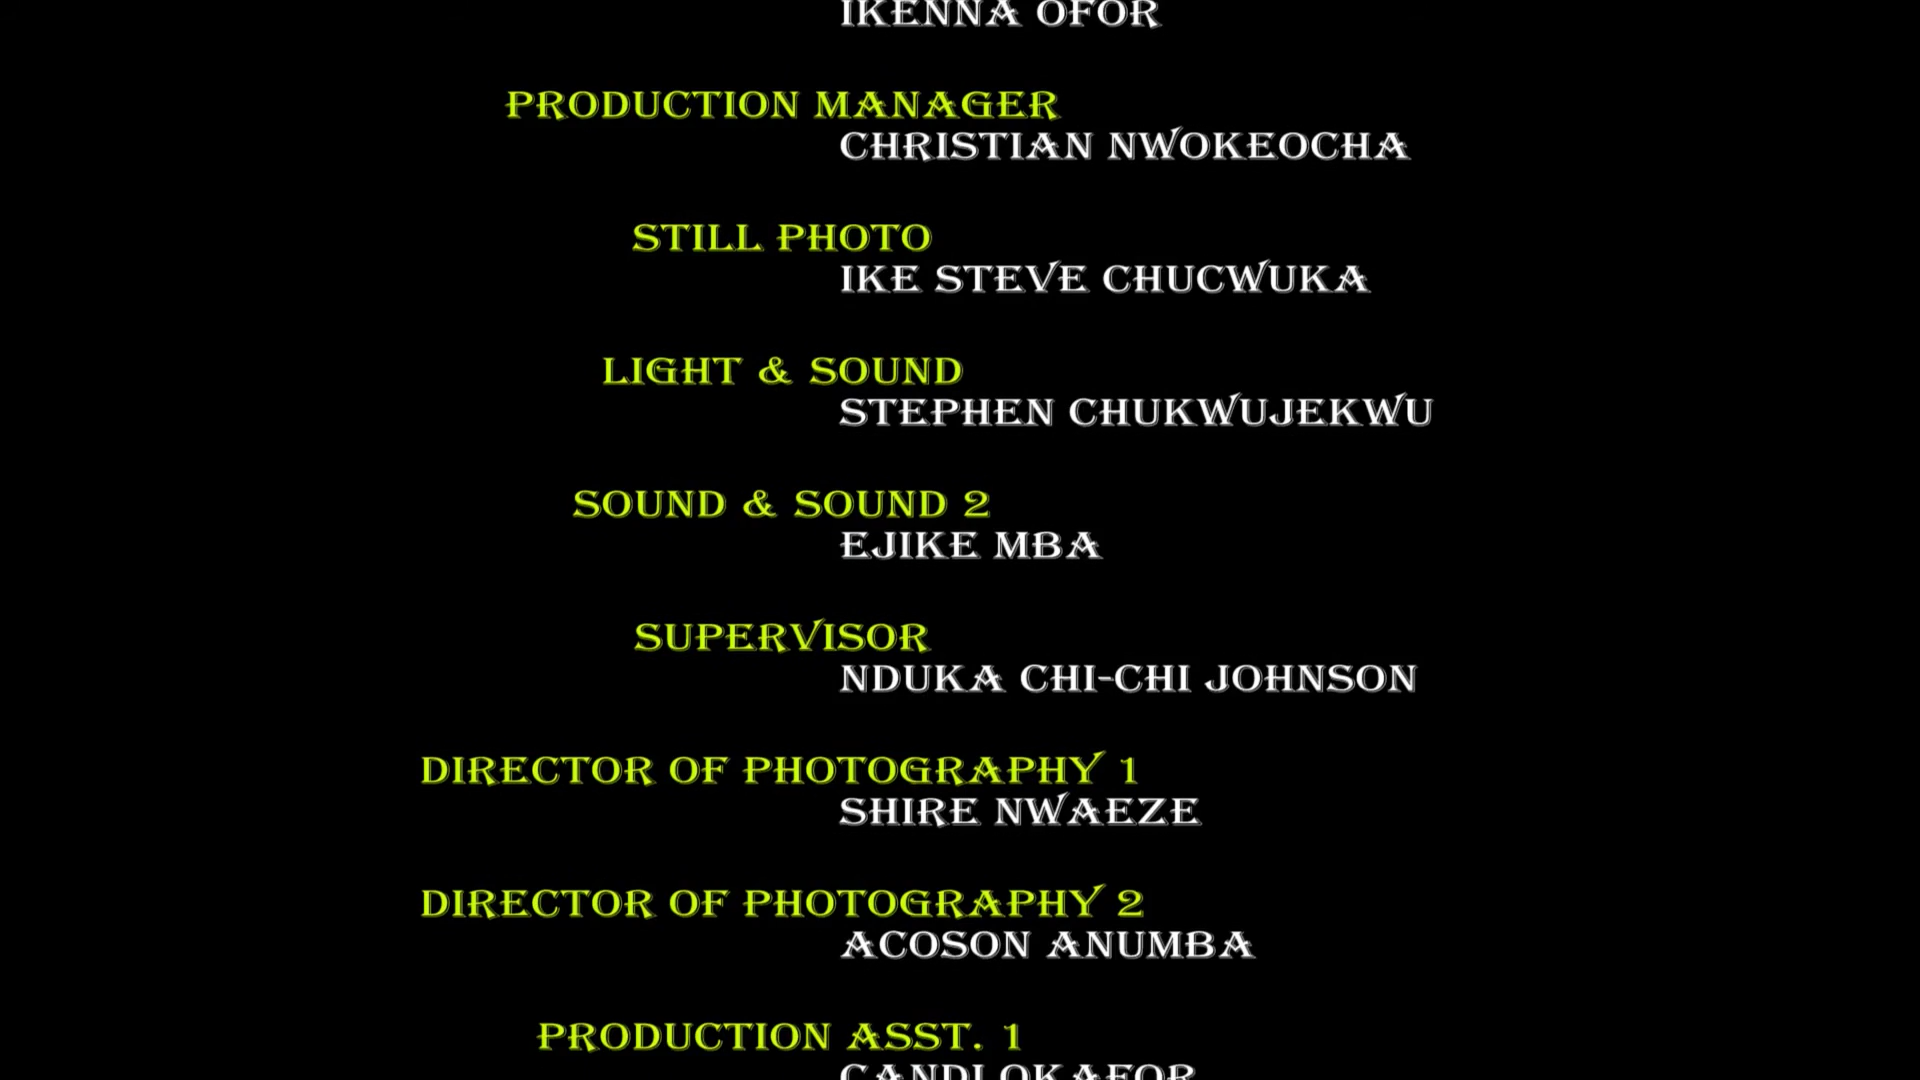 IKENNA OFOR
PRODUCTION MANAGER
CHRISTIAN NWOKEOCHA
STILL PHOTO
IKE STEVE CHUCWUKA
LIGHT & SOUND
STEPHEN CHUKWUJEKWU
SOUND & SOUND 2
EJIKE MBA
SUPERVISOR
NDUKA CHI-CHI JOHNSON
DIRECTOR OF PHOTOGRAPHY 1
SHIRE NWAEZE
DIRECTOR OF PHOTOGRAPHY 2
ACOSON ANUMBA
PRODUCTION ASST. 1
CANDI OKAFOR